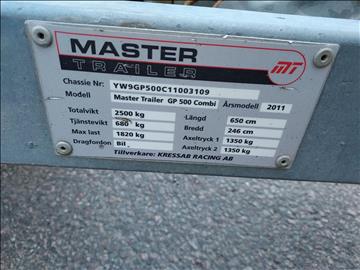 MASTER
TRAILER
MT
Chassie Nr: YW9GP500C11003109
Modell Master Trailer GP 500 Combi Årsmodell 2011
Totalvikt 2500 kg Längd 650 cm
Tjänstevikt 680 kg Bredd 246 cm
Max last 1820 kg Axeltryck 1 1350 kg
Dragfordon Bil Axeltryck 2 1350 kg
Tillverkare: KRESSAB RACING AB